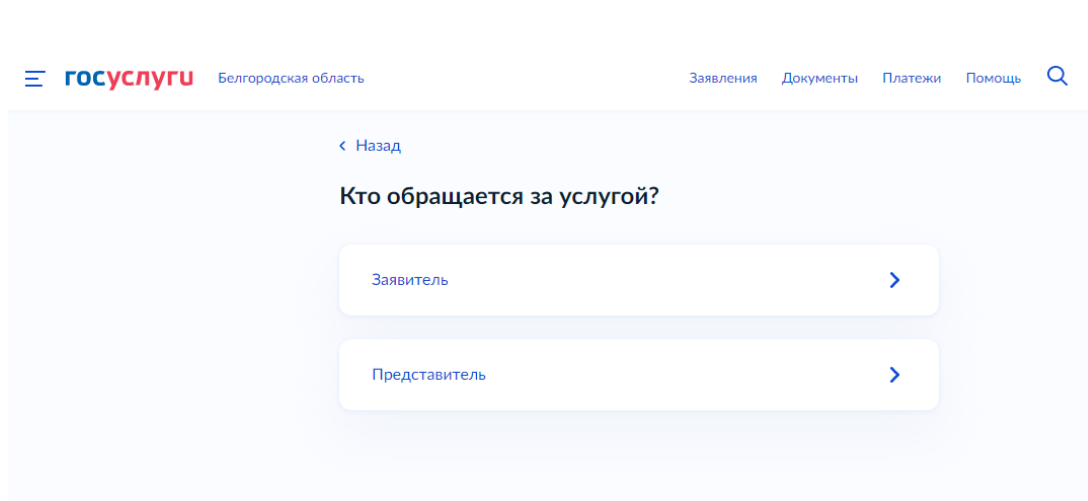 госуслуги Белгородская область Заявления Документы Платежи Помощь
Назад
Кто обращается за услугой?
Заявитель
Представитель